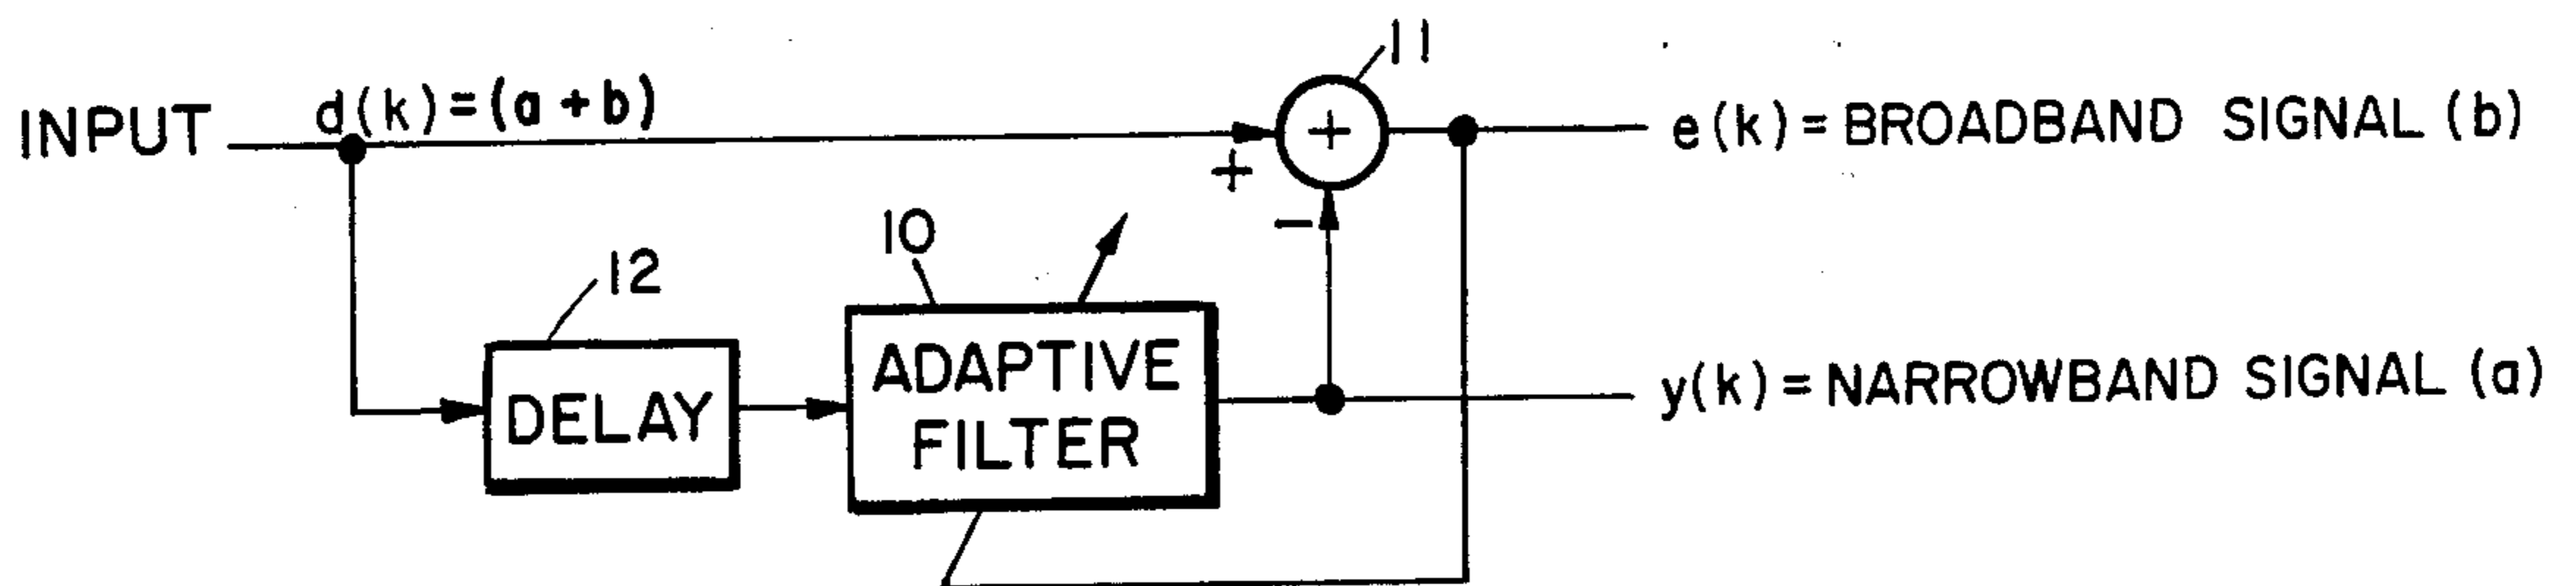 11
INPUT d(k)=(a+b)
+
e(k)=BROADBAND SIGNAL (b)
+
-
10
12
DELAY
ADAPTIVE
FILTER
y(k)=NARROWBAND SIGNAL (a)